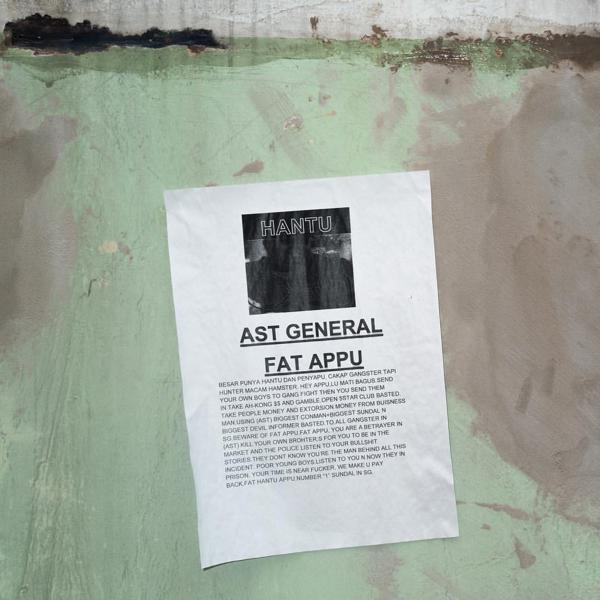 HANTU
AST GENERAL
FAT APPU
BESAR PUNYA HANTU DAN PENYAPU, CAKAP GANGSTER TAPI
HUNTER MACAM HAMSTER. HEY APPU,LU MATI BAGUS.SEND
YOUR OWN BOYS TO GANG FIGHT THEN YOU SEND THEM
IN TAKE AH-KONG $$ AND GAMBLE.OPEN 5STAR CLUB BASTED.
TAKE PEOPLE MONEY AND EXTORSION MONEY FROM BUISNESS
MAN.USING (AST) BIGGEST CONMAN+BIGGEST SUNDAL N
BIGGEST DEVIL INFORMER BASTED.TO.ALL GANGSTER IN
SG.BEWARE OF FAT APPU.FAT APPU, YOU ARE A BETRAYER IN
(AST) KILL YOUR OWN BROHTER,S FOR YOU TO BE IN THE
MARKET AND THE POLICE LISTEN TO YOUR BULLSHIT
STORIES.THEY DONT KNOW YOU'RE THE MAN BEHIND ALL THIS
INCIDENT. POOR YOUNG BOYS.LISTEN TO YOU N NOW THEY IN
PRISON. YOUR TIME IS NEAR FUCKER. WE MAKE U PAY
BACK.FAT HANTU APPU.NUMBER "1" SUNDAL IN SG.